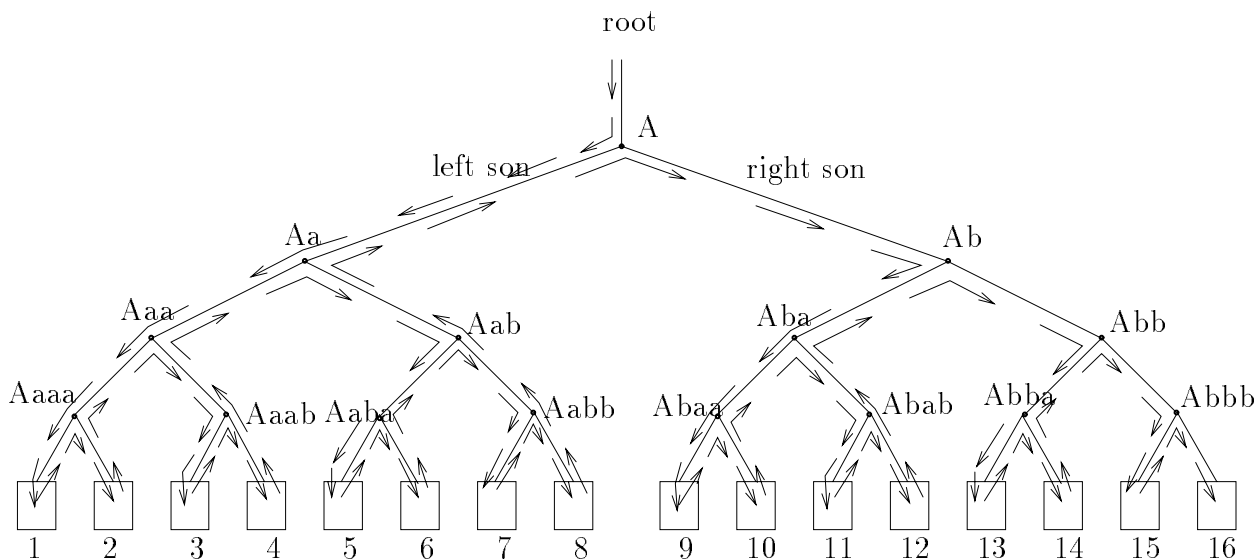 root
A
left son right son
Aa Ab
Aaa Aab Aba Abb
Aaaa Aaab Aaba Aabb Abaa Abab Abba Abbb
1 2 3 4 5 6 7 8 9 10 11 12 13 14 15 16